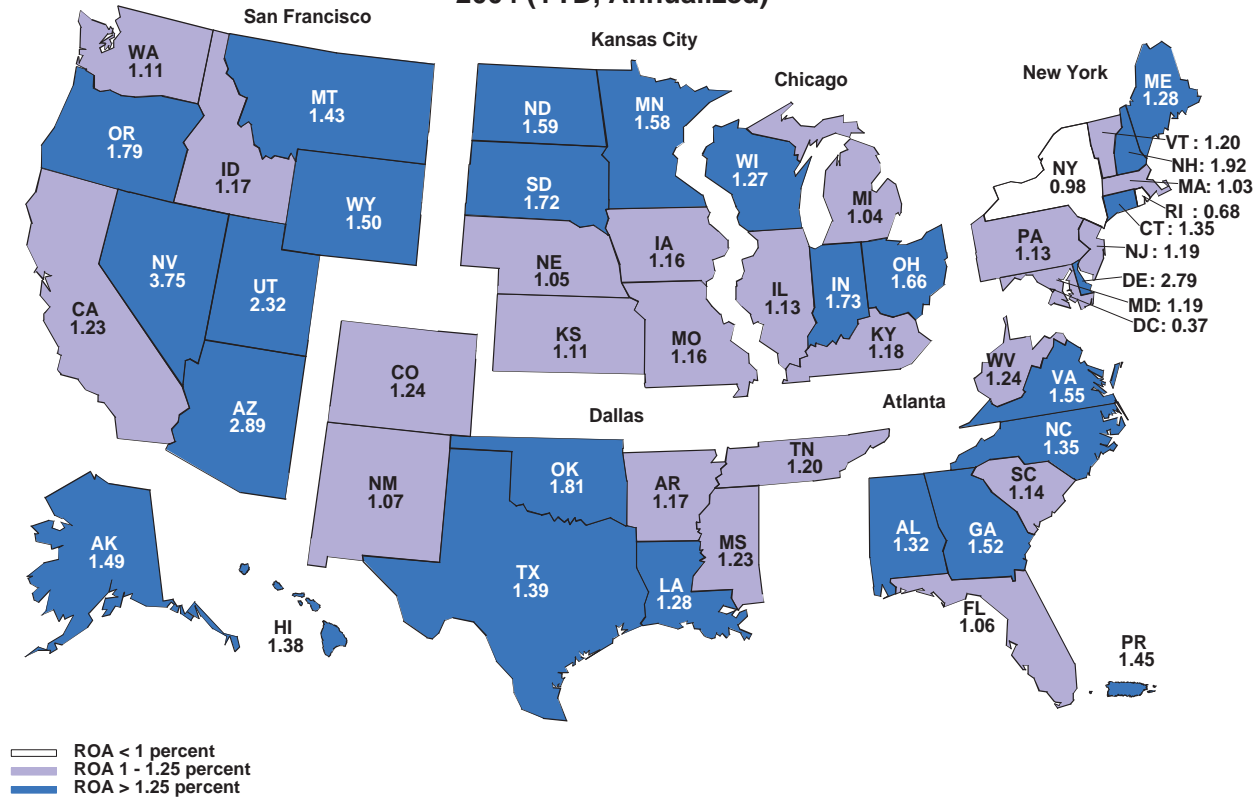 2004 (YTD, Annualized)
San Francisco
Kansas City
Chicago
New York
WA
1.11
MT
1.43
OR
1.79
ID
1.17
WY
1.50
NV
3.75
UT
2.32
CA
1.23
AZ
2.89
CO
1.24
NM
1.07
ND
1.59
MN
1.58
SD
1.72
NE
1.05
IA
1.16
KS
1.11
MO
1.16
WI
1.27
MI
1.04
IL
1.13
IN
1.73
OH
1.66
KY
1.18
ME
1.28
NY
0.98
VT : 1.20
NH: 1.92
MA: 1.03
RI : 0.68
CT: 1.35
NJ: 1.19
PA
1.13
DE: 2.79
MD: 1.19
DC: 0.37
Dallas
Atlanta
WV
1.24
VA
1.55
NC
1.35
SC
1.14
TN
1.20
OK
1.81
AR
1.17
MS
1.23
AL
1.32
GA
1.52
TX
1.39
LA
1.28
FL
1.06
AK
1.49
HI
1.38
PR
1.45
ROA < 1 percent
ROA 1 - 1.25 percent
ROA > 1.25 percent